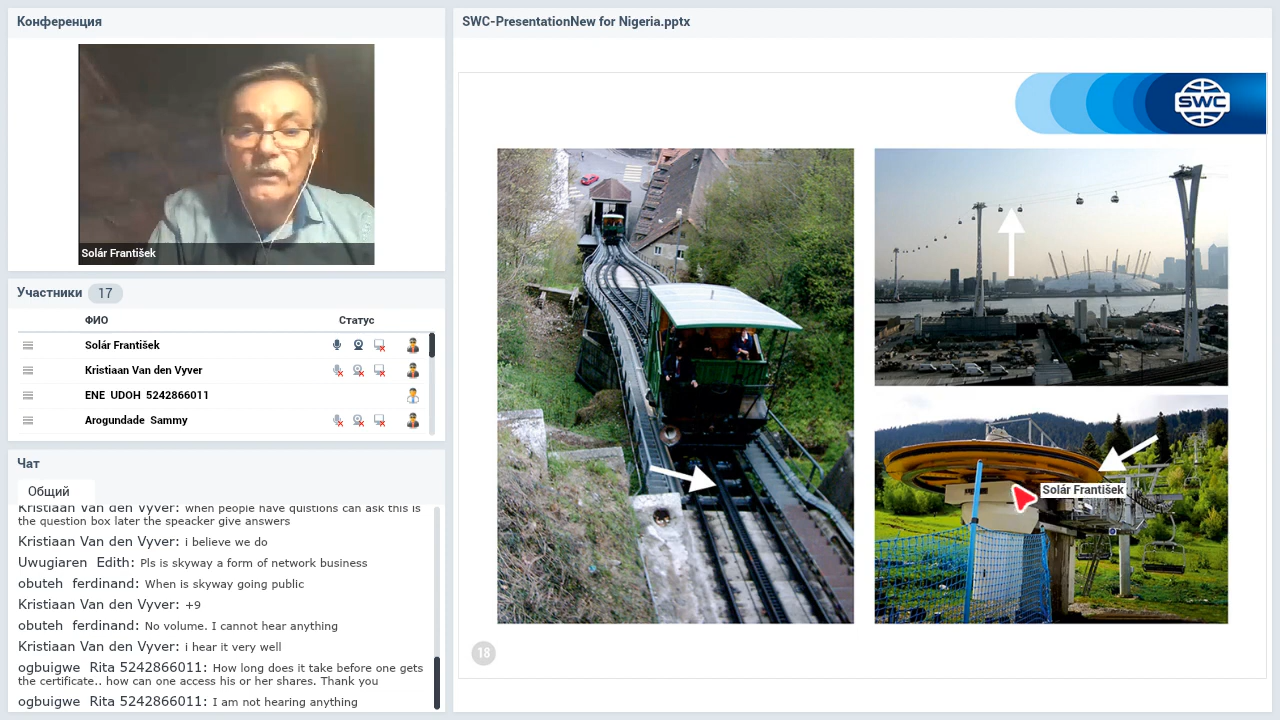 Конференция
Solár František
Участники 17
ФИО Статус
Solár František
Kristiaan Van den Vyver
ENE UDOH 5242866011
Arogundade Sammy
Чат
Общий
Kristiaan Van den Vyver: when people have quistions can ask this is
the question box later the speacker give answers
Kristiaan Van den Vyver: i believe we do
Uwugiaren Edith: Pls is skyway a form of network business
obuteh ferdinand: When is skyway going public
Kristiaan Van den Vyver: +9
obuteh ferdinand: No volume. I cannot hear anything
Kristiaan Van den Vyver: i hear it very well
ogbuigwe Rita 5242866011: How long does it take before one gets
the certificate.. how can one access his or her shares. Thank you
ogbuigwe Rita 5242866011: I am not hearing anything
SWC-PresentationNew for Nigeria.pptx
SWC
Solár František
18